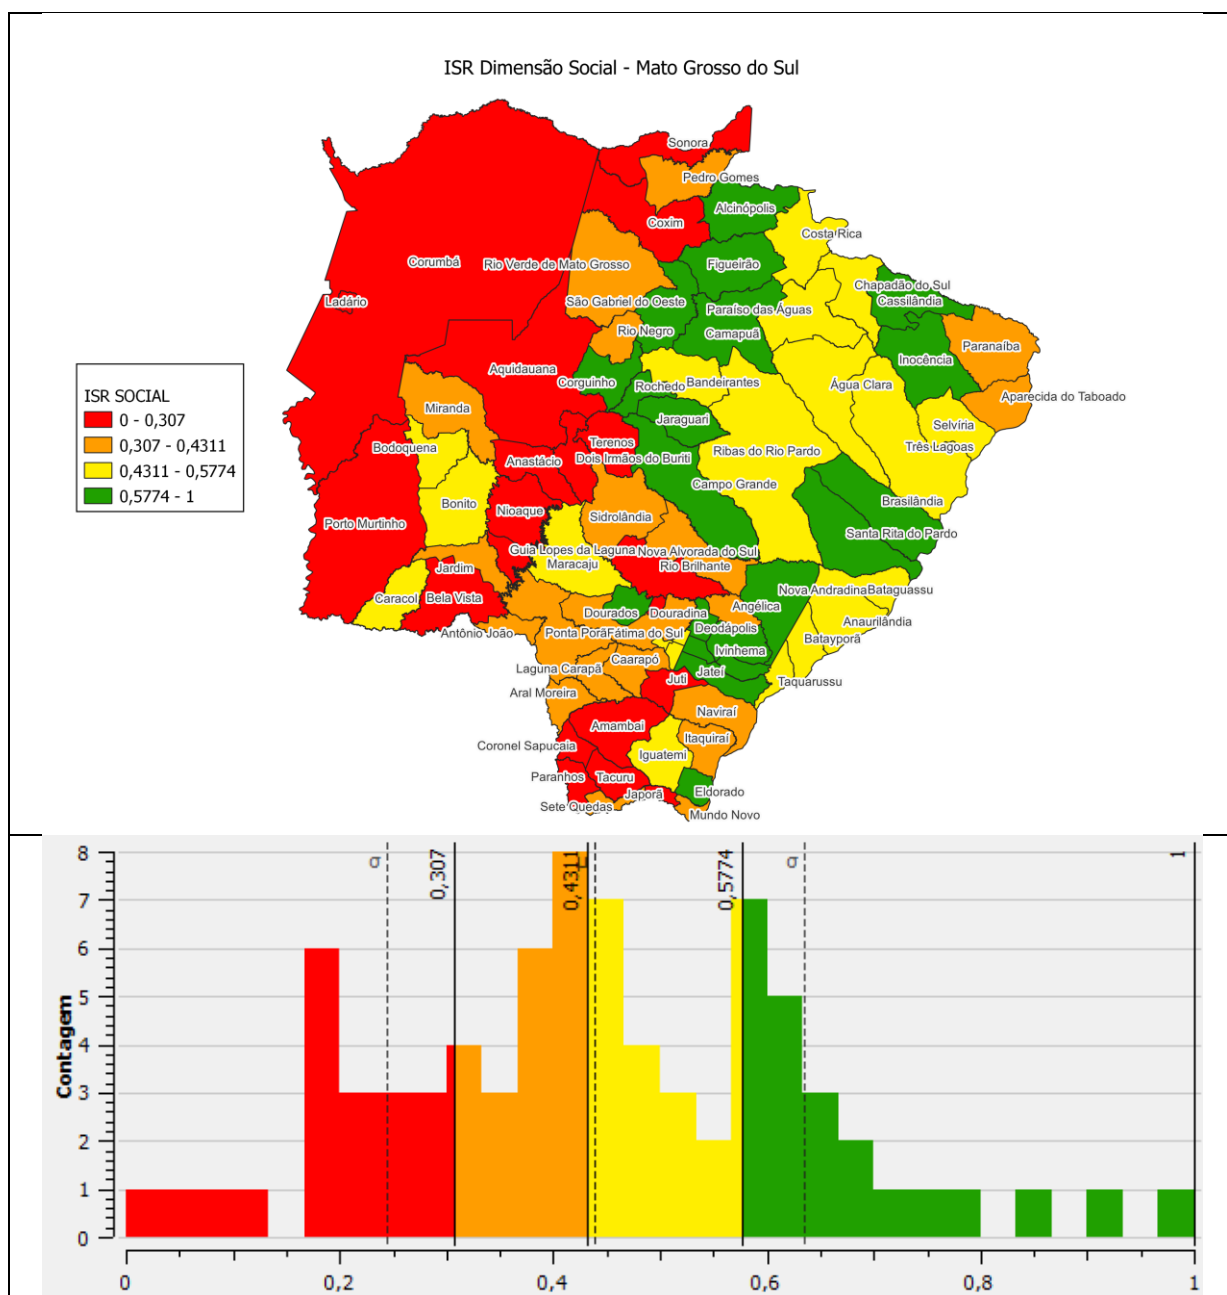 ISR Dimensão Social - Mato Grosso do Sul
Sonora
Pedro Gomes
Alcinópolis
Coxim
Costa Rica
Corumbá
Rio Verde de Mato Grosso
Figueirão
Chapadão do Sul
Ladário
São Gabriel do Oeste
Cassilândia
Paraíso das Águas
Rio Negro
Camapuã
Paranaíba
Inocência
Aquidauana
Corguinho
Rochedo
Bandeirantes
Água Clara
Aparecida do Taboado
Miranda
Jaraguari
Selvíria
Terenos
Três Lagoas
Bodoquena
Ribas do Rio Pardo
Anastácio
Dois Irmãos do Buriti
Campo Grande
Bonito
Brasilândia
Nioaque
Sidrolândia
Porto Murtinho
Santa Rita do Pardo
Guia Lopes da Laguna
Nova Alvorada do Sul
Maracaju
Rio Brilhante
Jardim
Nova Andradina
Bataguassu
Caracol
Bela Vista
Angélica
Dourados
Douradina
Anaurilândia
Deodápolis
Antônio João
Ponta Porã
Fátima do Sul
Batayporã
Ivinhema
Caarapó
Laguna Carapã
Jateí
Juti
Taquarussu
Aral Moreira
Naviraí
Amambai
Itaquiraí
Coronel Sapucaia
Iguatemi
Paranhos
Tacuru
Eldorado
Japorã
Sete Quedas
Mundo Novo
ISR SOCIAL
0 - 0,307
0,307 - 0,4311
0,4311 - 0,5774
0,5774 - 1
Contagem
8
7
6
5
4
3
2
1
0
σ
0,307
0,4311
0,5774
σ
1
0
0,2
0,4
0,6
0,8
1